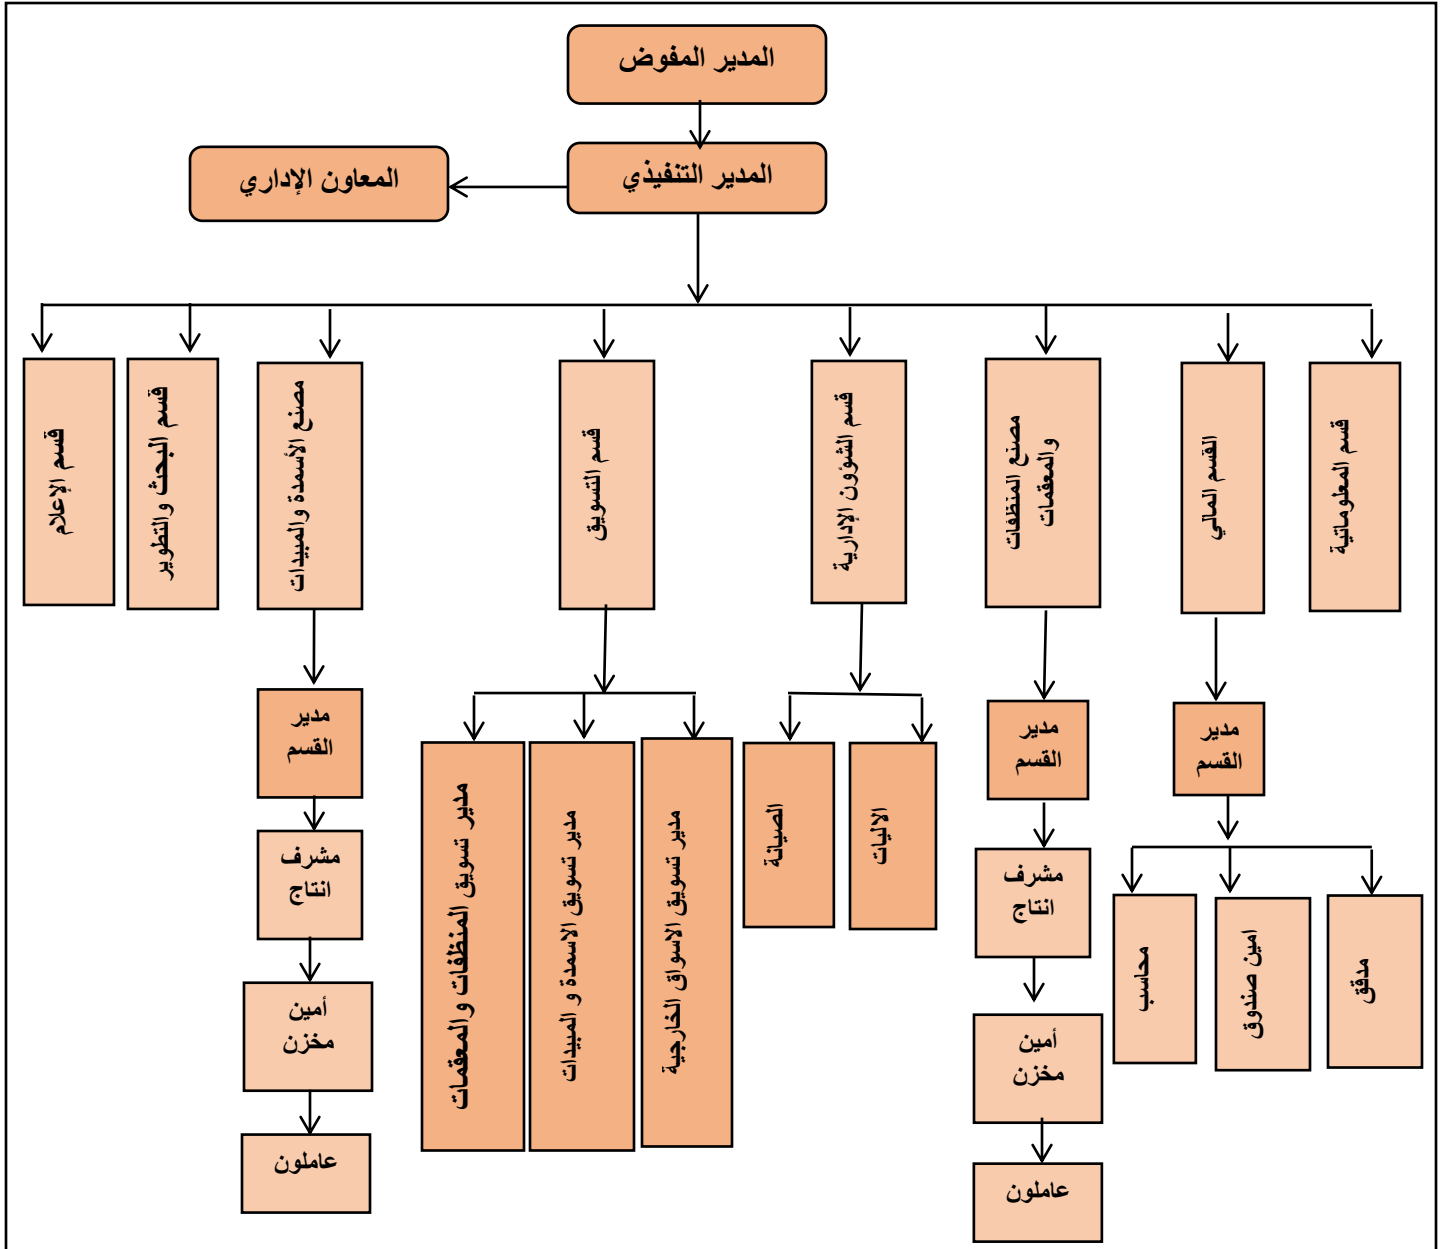 المدير المفوض
المدير التنفيذي
المعاون الإداري
قسم المعلوماتية
القسم المالي
مصنع المنظفات
والمعقمات
قسم الشؤون الإدارية
قسم التسويق
مصنع الأسمدة والمبيدات
قسم البحث والتطوير
قسم الإعلام
مدير
القسم
مدير
القسم
مدير
القسم
مدقق
امين صندوق
محاسب
مشرف
انتاج
أمين
مخزن
عاملون
الاليات
الصيانة
مدير تسويق الاسواق الخارجية
مدير تسويق الاسمدة و المبيدات
مدير تسويق المنظفات والمعقمات
مشرف
انتاج
أمين
مخزن
عاملون